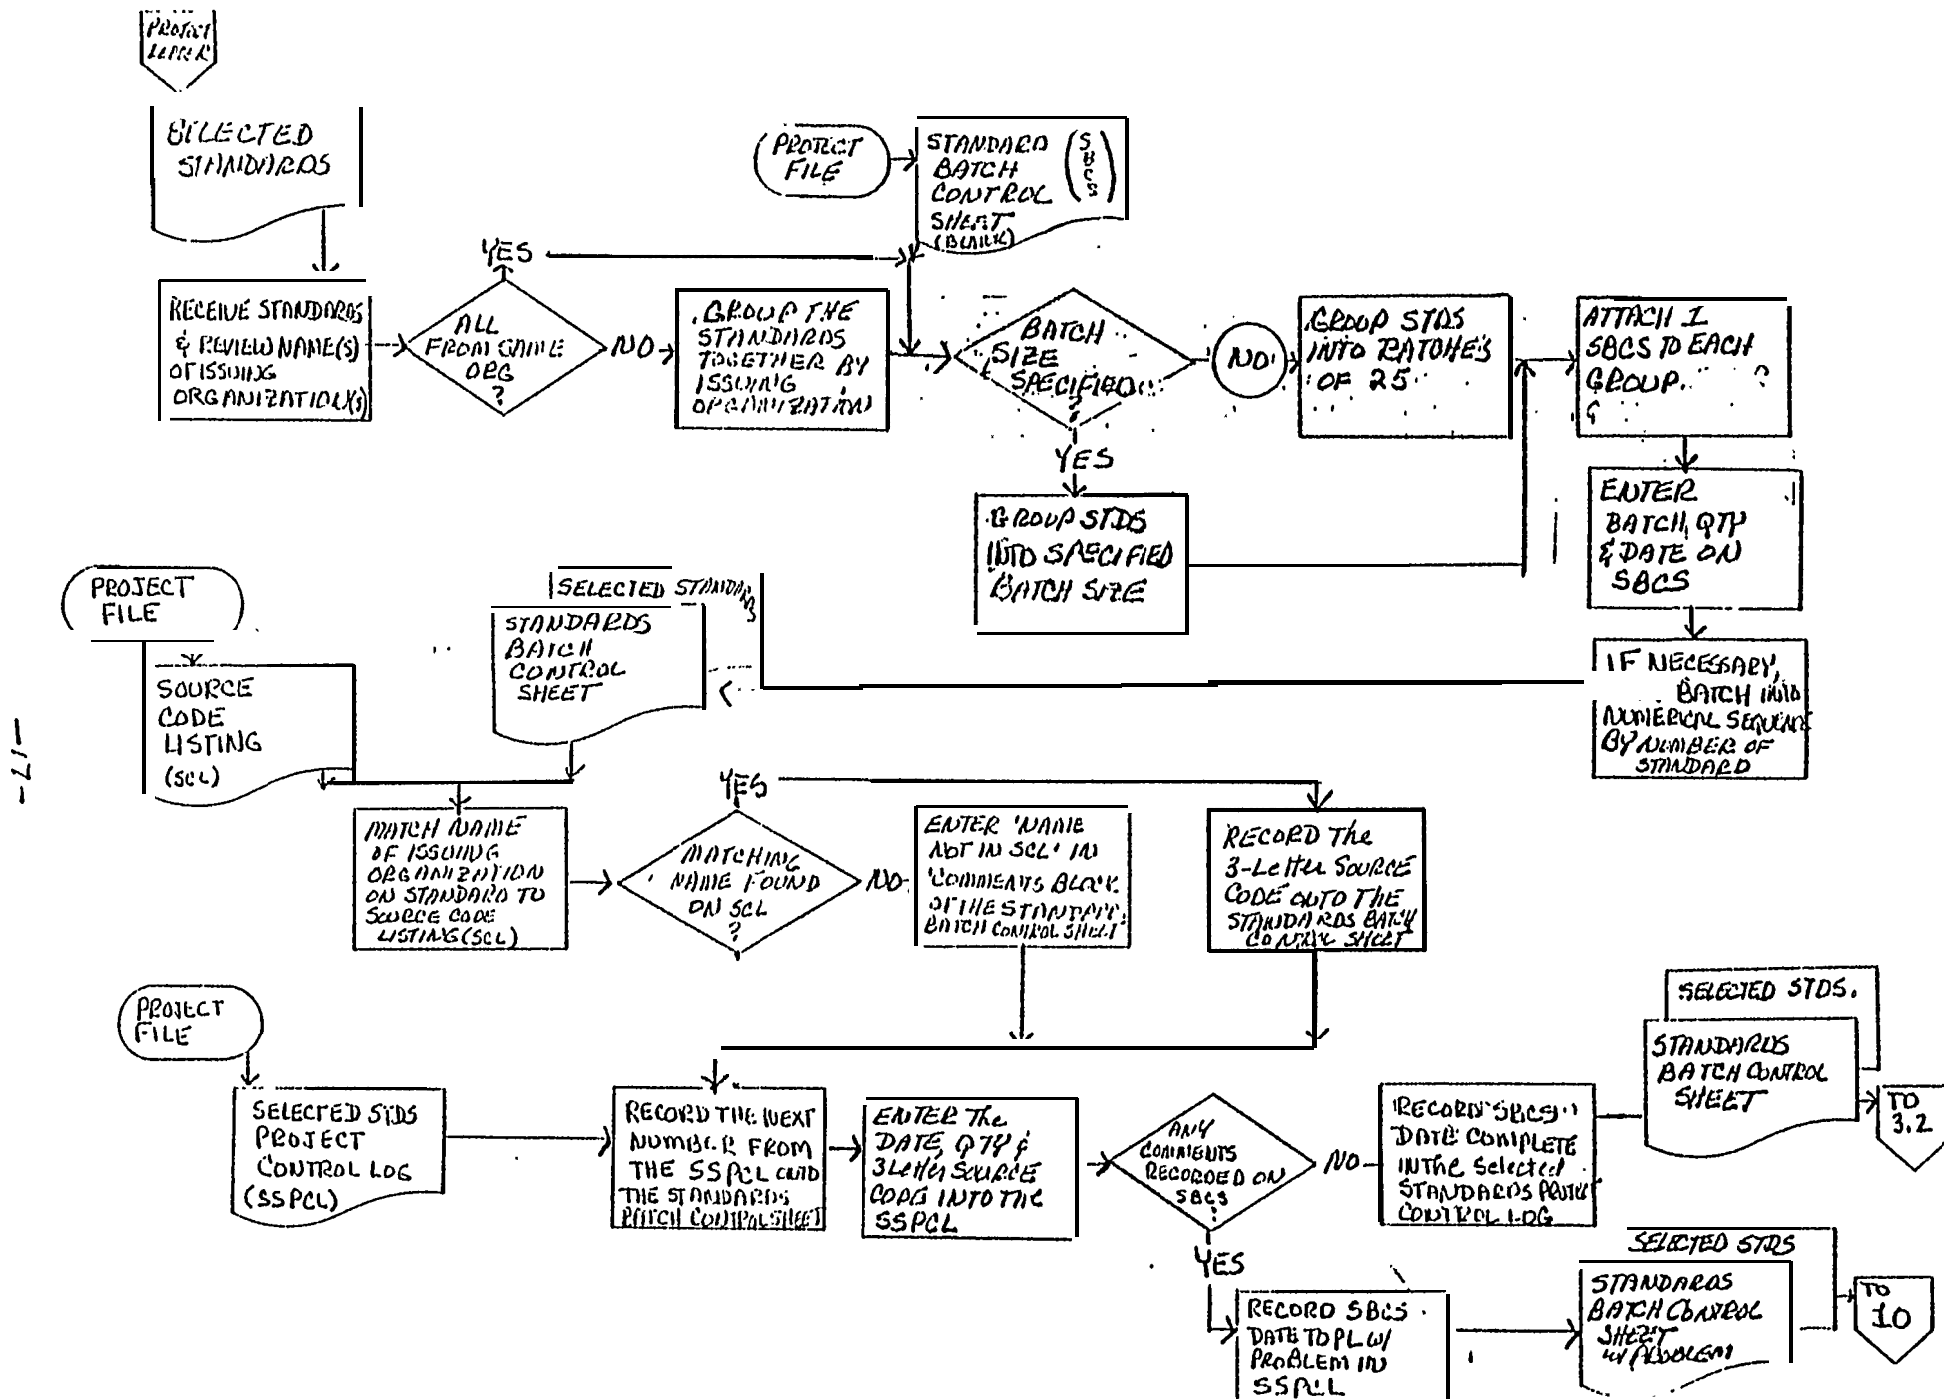 PROJECT
SELECTED
STANDARDS
PROJECT
FILE
STANDARD
BATCH
CONTROL
SHEET
(BLANK)
(SBCS)
YES
RECEIVE STANDARDS
& REVIEW NAME(S)
OF ISSUING
ORGANIZATION(S)
ALL
FROM SAME
ORG
?
NO
GROUP THE
STANDARDS
TOGETHER BY
ISSUING
ORGANIZATION
BATCH
SIZE
SPECIFIED
?
NO
GROUP STDS
INTO BATCHES
OF 25
ATTACH 1
SBCS TO EACH
GROUP.
YES
GROUP STDS
INTO SPECIFIED
BATCH SIZE
ENTER
BATCH, QTY
& DATE ON
SBCS
IF NECESSARY,
BATCH INTO
NUMERICAL SEQUENCE
BY NUMBER OF
STANDARD
PROJECT
FILE
SOURCE
CODE
LISTING
(SCL)
SELECTED STANDARDS
STANDARDS
BATCH
CONTROL
SHEET
-17-
MATCH NAME
OF ISSUING
ORGANIZATION
ON STANDARD TO
SOURCE CODE
LISTING (SCL)
YES
MATCHING
NAME FOUND
ON SCL
?
NO
ENTER 'NAME
NOT IN SCL' IN
'COMMENTS BLOCK
OF THE STANDARDS
BATCH CONTROL SHEET
RECORD The
3-Letter SOURCE
CODE ONTO THE
STANDARDS BATCH
CONTROL SHEET
PROJECT
FILE
SELECTED STDS
PROJECT
CONTROL LOG
(SSPCL)
RECORD THE NEXT
NUMBER FROM
THE SSPCL ONTO
THE STANDARDS
BATCH CONTROL SHEET
ENTER The
DATE, QTY &
3 Letter SOURCE
CODE INTO THE
SSPCL
ANY
COMMENTS
RECORDED ON
SBCS
?
NO
RECORD "SBCS"
DATE COMPLETE
IN THE Selected
STANDARDS PROJECT
CONTROL LOG
SELECTED STDS.
STANDARDS
BATCH CONTROL
SHEET
TO
3.2
YES
RECORD SBCS
DATE TO PL W/
PROBLEM IN
SSPCL
SELECTED STDS
STANDARDS
BATCH CONTROL
SHEET
W/ PROBLEM
TO
10